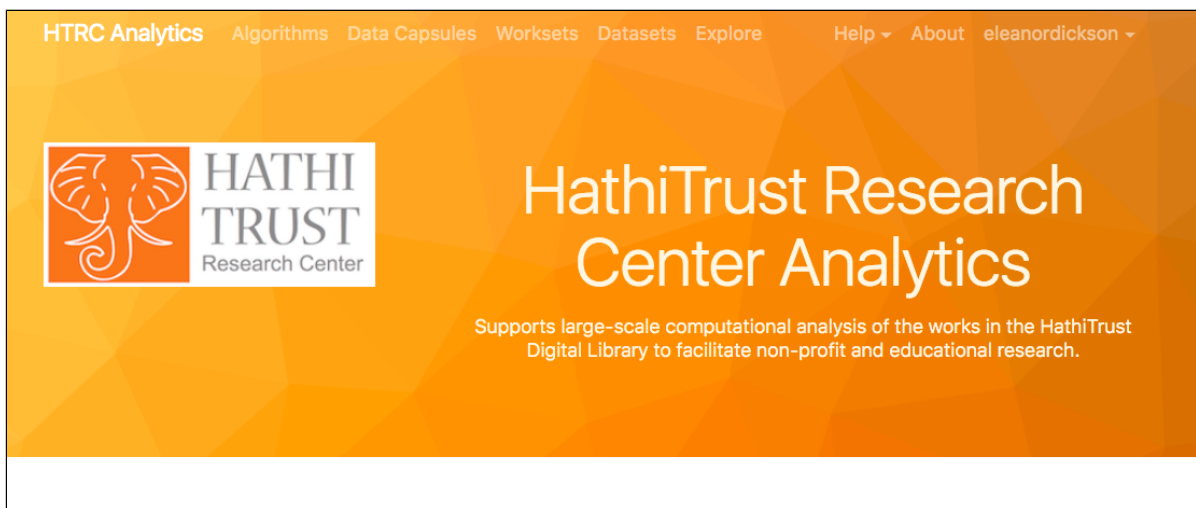 HTRC Analytics Algorithms Data Capsules Worksets Datasets Explore Help About eleanordickson
HATHI
TRUST
Research Center
HathiTrust Research
Center Analytics
Supports large-scale computational analysis of the works in the HathiTrust
Digital Library to facilitate non-profit and educational research.